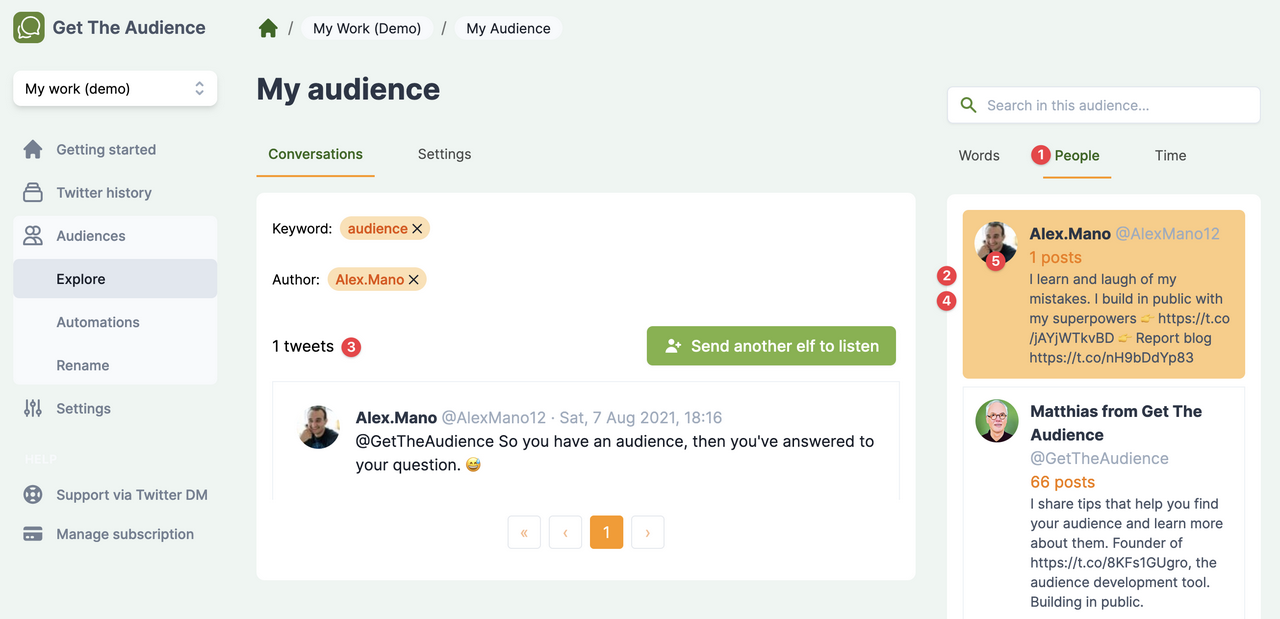 Get The Audience
/ My Work (Demo) / My Audience
My work (demo)
Getting started
Twitter history
Audiences
Explore
Automations
Rename
Settings
HELP
Support via Twitter DM
Manage subscription
My audience
Conversations
Settings
Keyword: audience
Author: Alex.Mano
1 tweets 3
Send another elf to listen
Alex.Mano @AlexMano12 · Sat, 7 Aug 2021, 18:16
@GetTheAudience So you have an audience, then you've answered to
your question. 😅
« ‹ 1 ›
Search in this audience...
Words
1 People
Time
2
4
5
Alex.Mano @AlexMano12
1 posts
I learn and laugh of my
mistakes. I build in public with
my superpowers 👉 https://t.co
/jAYjWTkvBD 👉 Report blog
https://t.co/nH9bDdYp83
Matthias from Get The
Audience
@GetTheAudience
66 posts
I share tips that help you find
your audience and learn more
about them. Founder of
https://t.co/8KFs1GUgro, the
audience development tool.
Building in public.